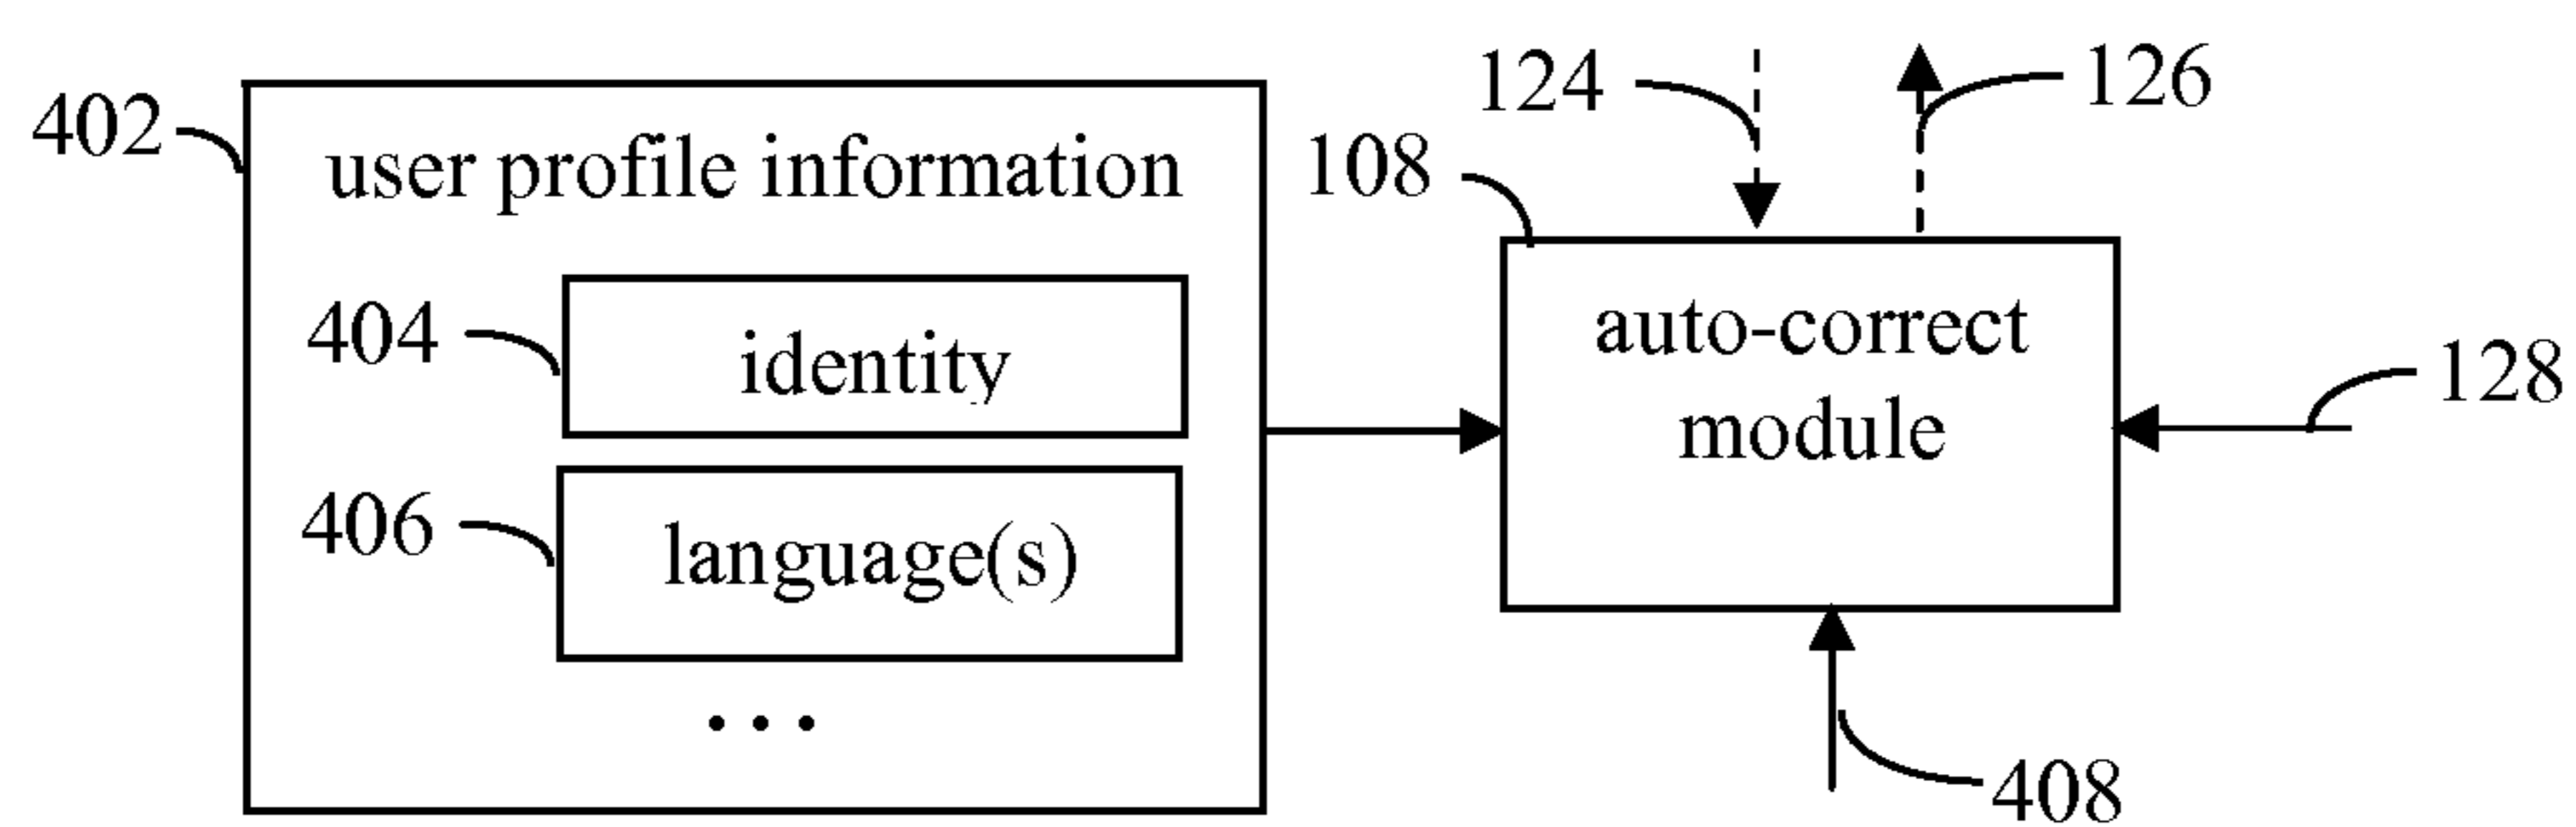 402
user profile information
404
identity
406
language(s)
...
124
126
108
auto-correct
module
128
408